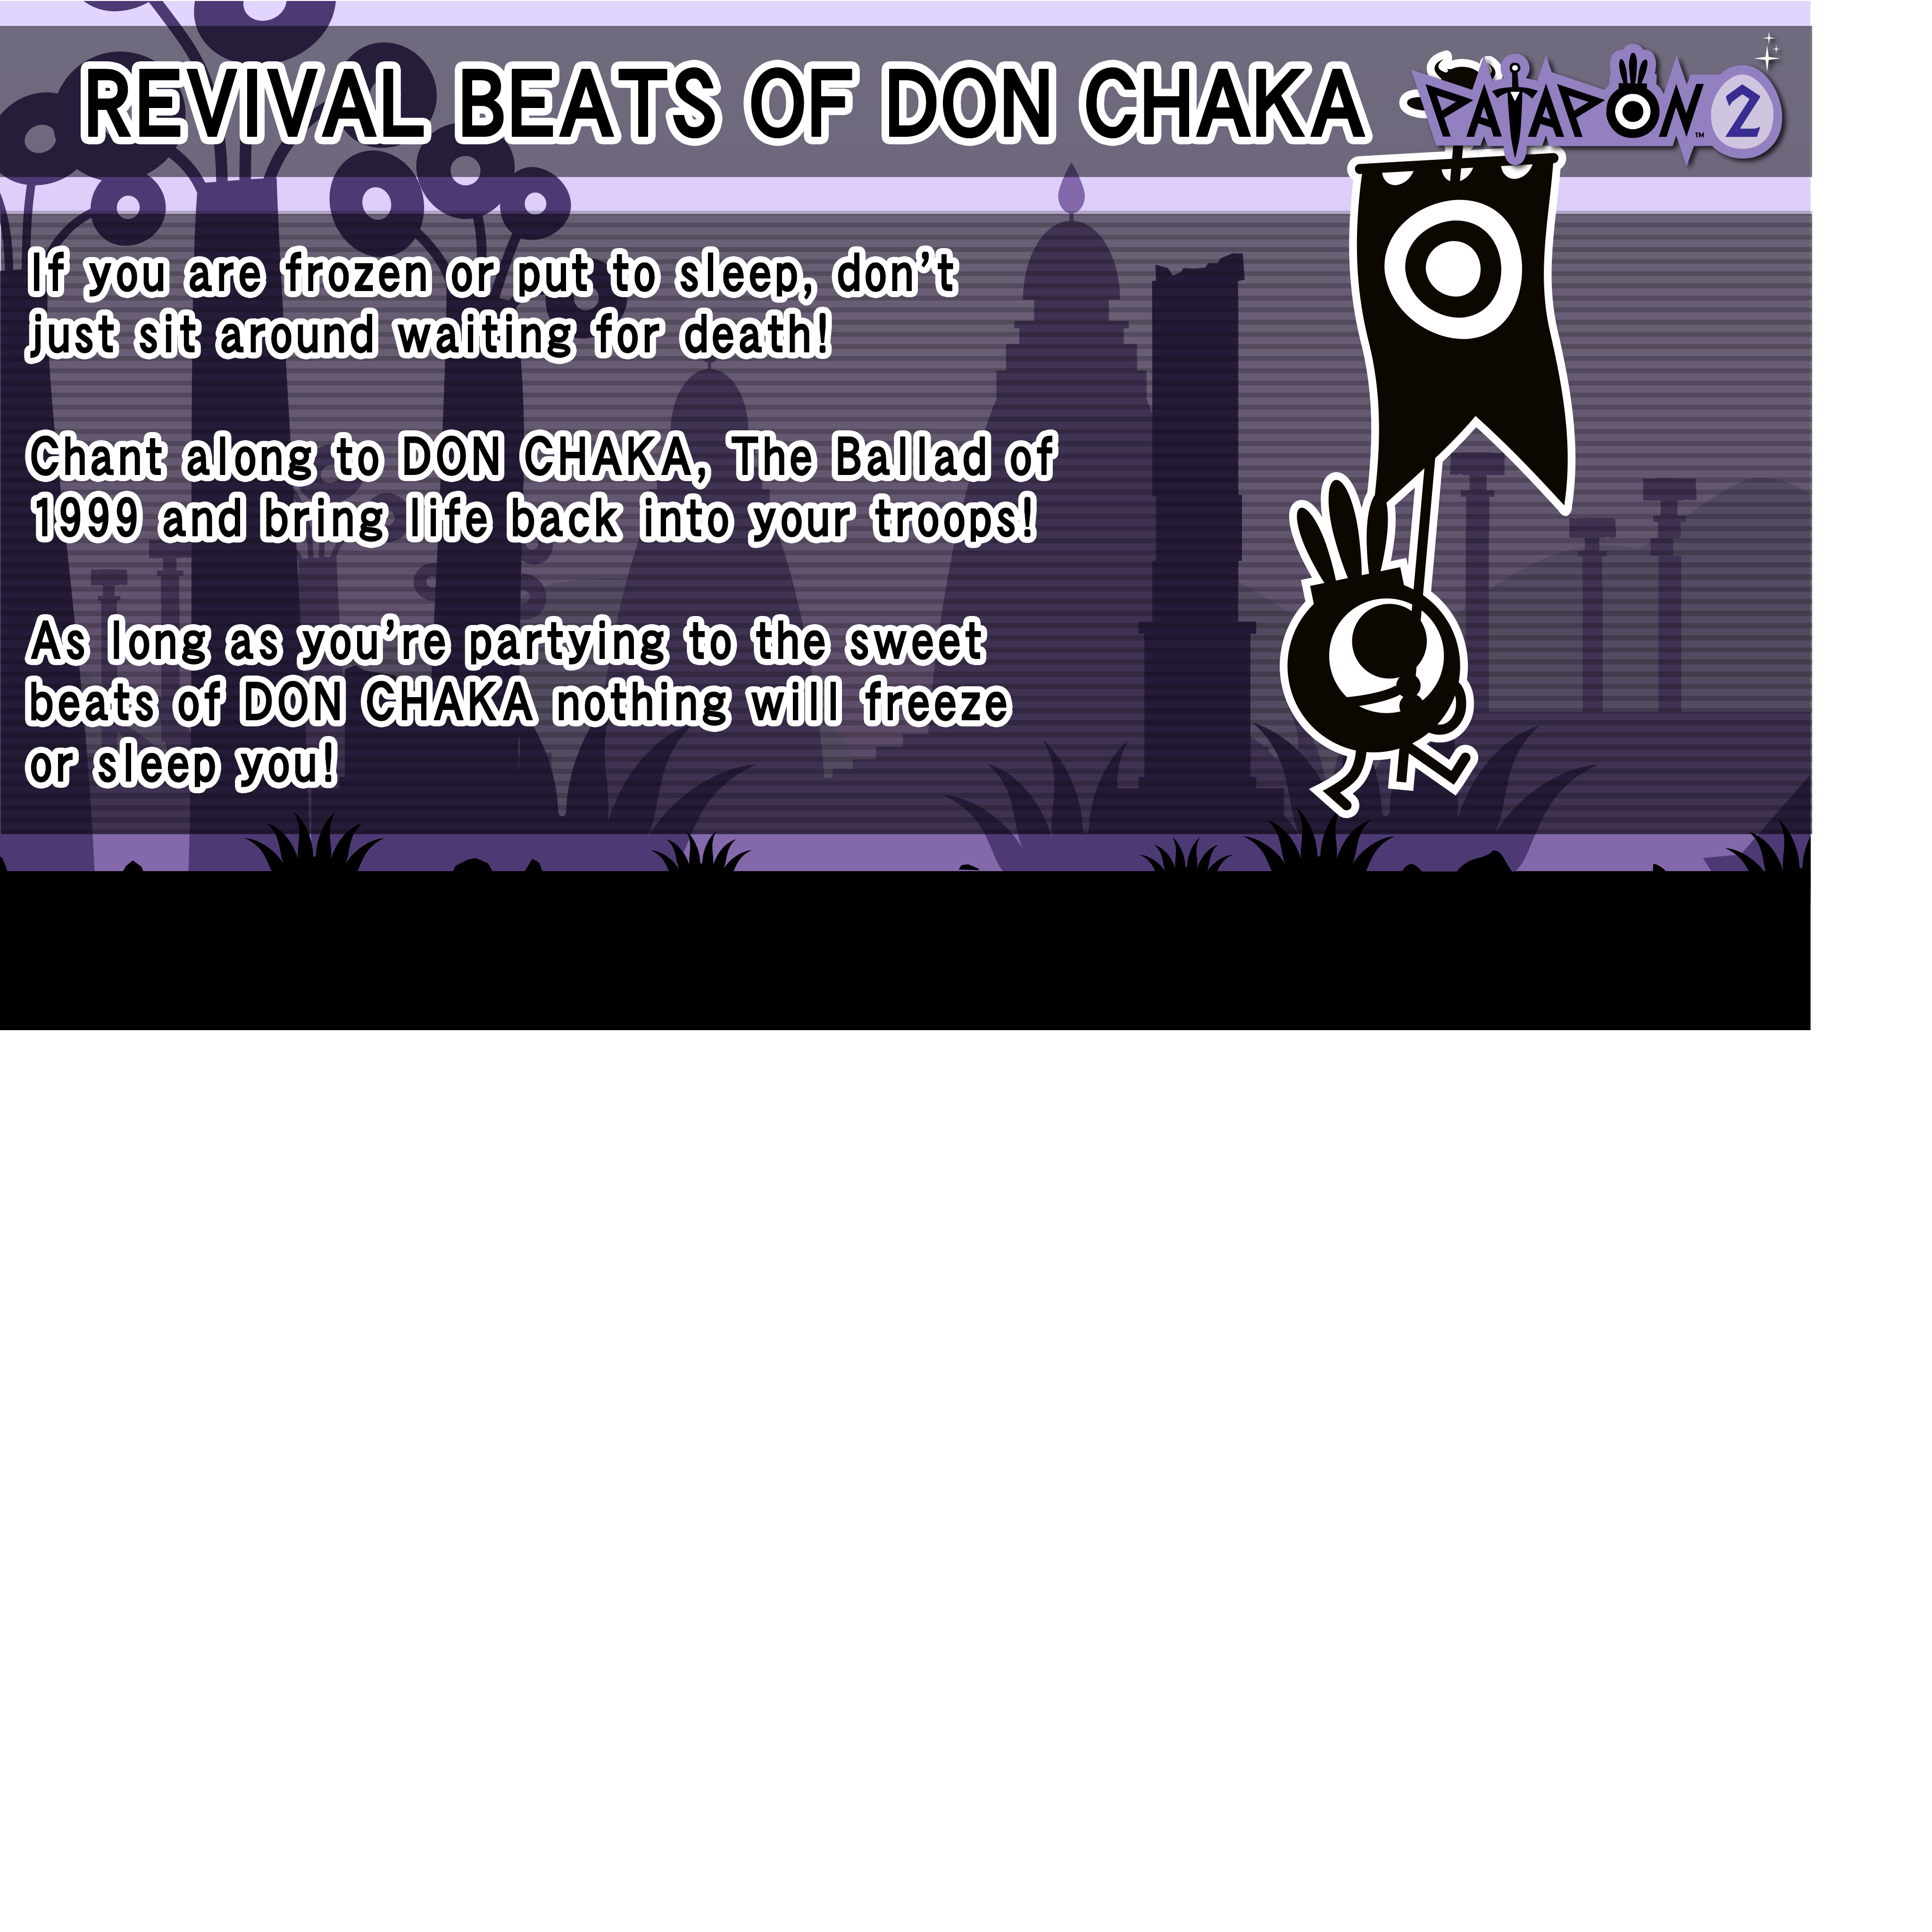 REVIVAL BEATS OF DON CHAKA
PATAPON™ 2
If you are frozen or put to sleep, don't
just sit around waiting for death!
Chant along to DON CHAKA, The Ballad of
1999 and bring life back into your troops!
As long as you're partying to the sweet
beats of DON CHAKA nothing will freeze
or sleep you!